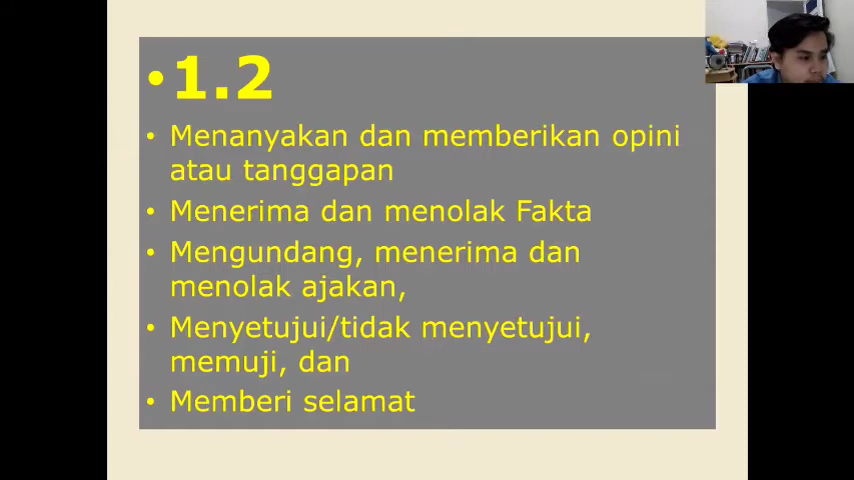 • 1.2
• Menanyakan dan memberikan opini
atau tanggapan
• Menerima dan menolak Fakta
• Mengundang, menerima dan
menolak ajakan,
• Menyetujui/tidak menyetujui,
memuji, dan
• Memberi selamat